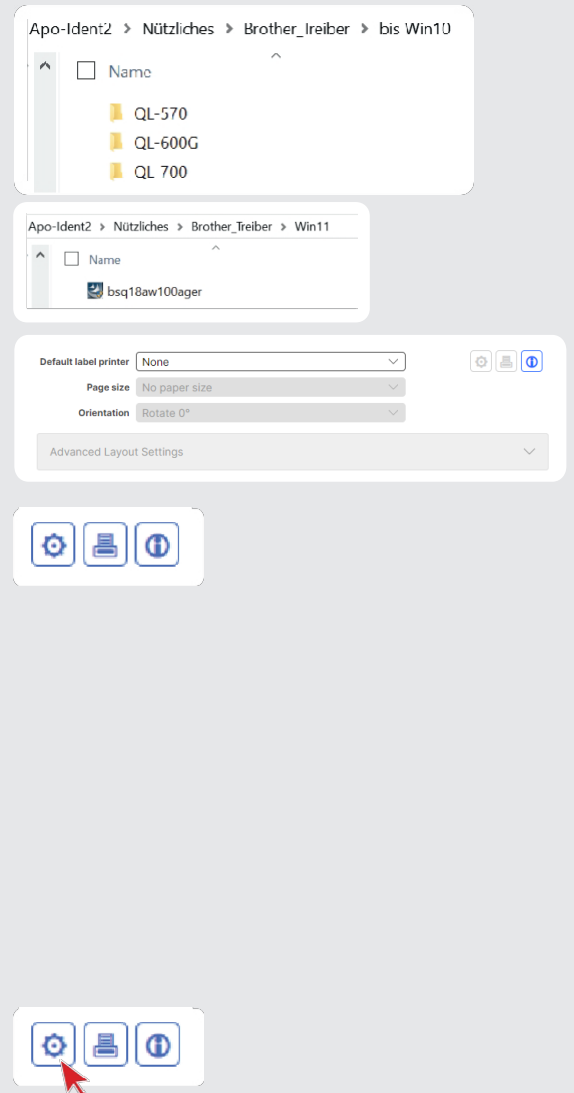 Apo-Ident2 > Nützliches > Brother_Treiber > bis Win10
Name
QL-570
QL-600G
QL 700
Apo-Ident2 > Nützliches > Brother_Treiber > Win11
Name
bsq18aw100ager
Default label printer None
Page size No paper size
Orientation Rotate 0°
Advanced Layout Settings